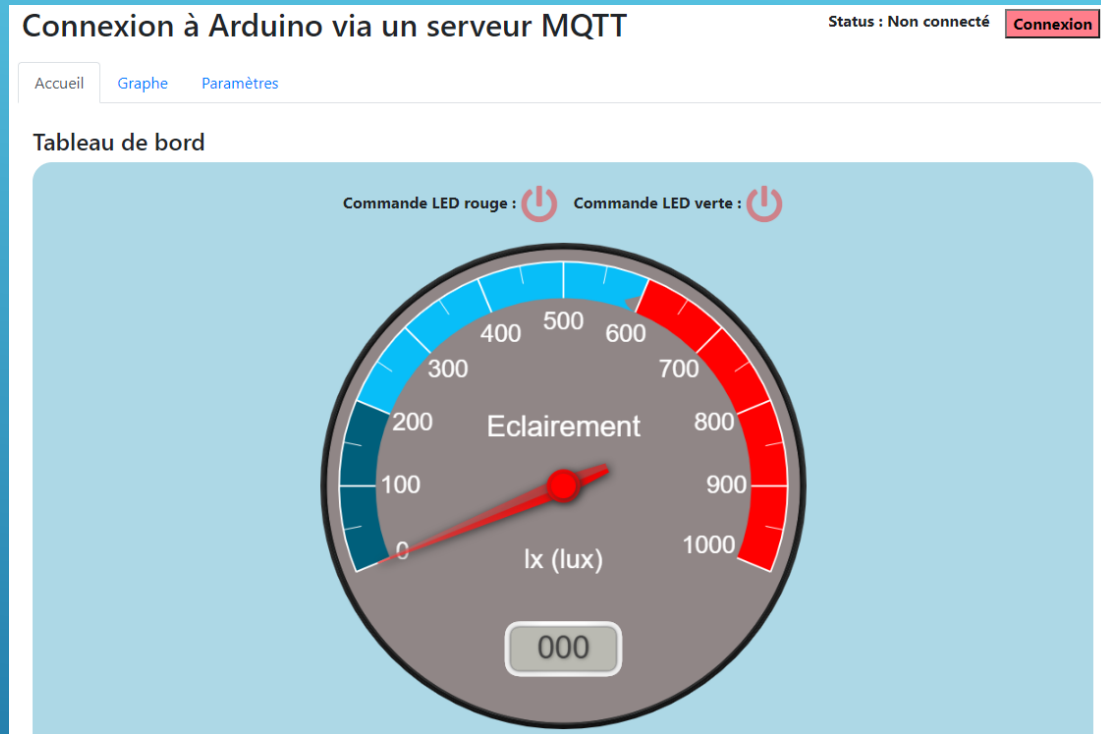 Connexion à Arduino via un serveur MQTT
Status : Non connecté
Connexion
Accueil
Graphe
Paramètres
Tableau de bord
Commande LED rouge :
Commande LED verte :
0
100
200
300
400
500
600
700
800
900
1000
Eclairement
lx (lux)
000